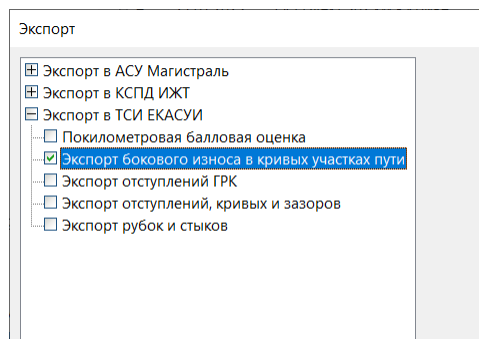 Экспорт
Экспорт в АСУ Магистраль
Экспорт в КСПД ИЖТ
Экспорт в ТСИ ЕКАСУИ
Покилометровая балловая оценка
Экспорт бокового износа в кривых участках пути
Экспорт отступлений ГРК
Экспорт отступлений, кривых и зазоров
Экспорт рубок и стыков